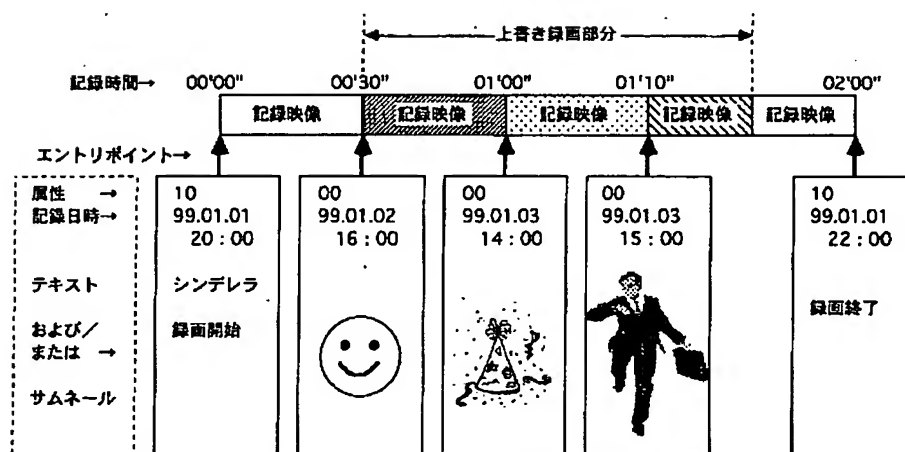 上書き録画部分
記録時間→ 00'00" 00'30" 01'00" 01'10" 02'00"
記録映像 記録映像 記録映像 記録映像 記録映像
エントリポイント→
属性 → 10 00 00 00 10
記録日時→ 99.01.01 99.01.02 99.01.03 99.01.03 99.01.01
20:00 16:00 14:00 15:00 22:00
テキスト シンデレラ
および/ 録画開始 録画終了
または →
サムネール